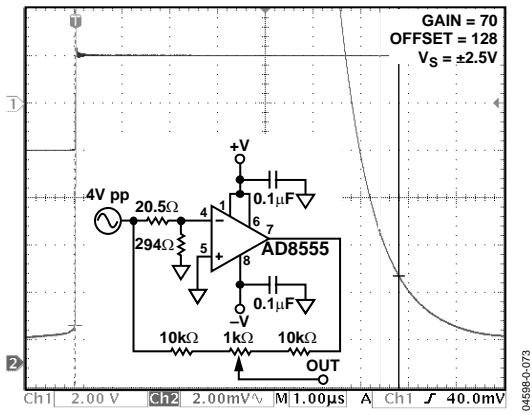 T
GAIN = 70
OFFSET = 128
VS = ±2.5V
1
+V
4V pp
20.5Ω
0.1μF
1
4
6
–
7
294Ω
5
+
AD8555
8
0.1μF
–V
10kΩ
1kΩ
10kΩ
OUT
2
Ch1 2.00 V Ch2 2.00mV∿ M 1.00μs A Ch1 ƒ 40.0mV
04598-0-073